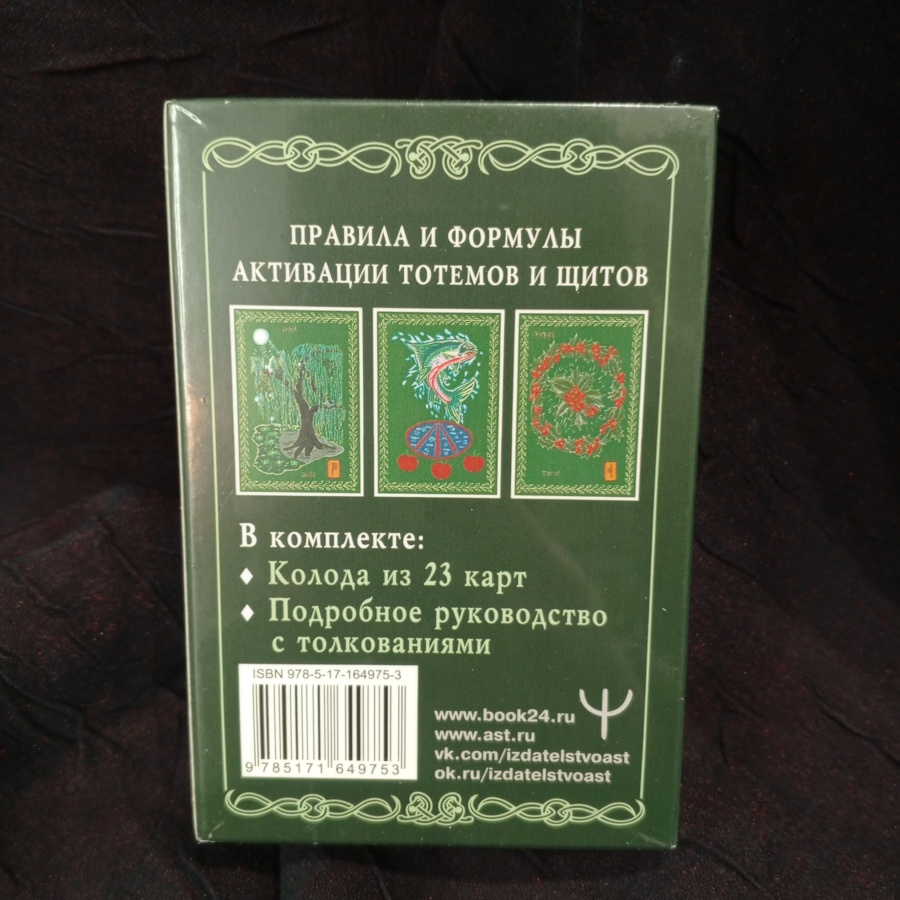 ПРАВИЛА И ФОРМУЛЫ
АКТИВАЦИИ ТОТЕМОВ И ЩИТОВ
В комплекте:
♦ Колода из 23 карт
♦ Подробное руководство
с толкованиями
ISBN 978-5-17-164975-3
9 785171 649753
www.book24.ru
www.ast.ru
vk.com/izdatelstvoast
ok.ru/izdatelstvoast